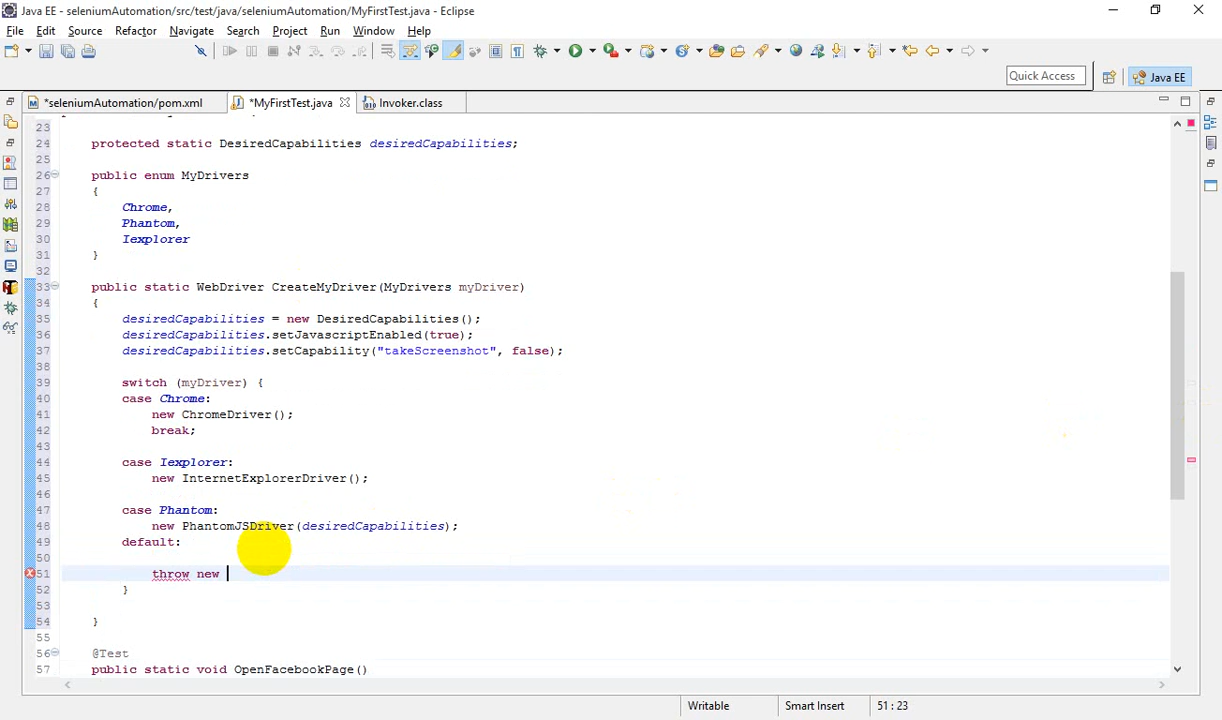 Java EE - seleniumAutomation/src/test/java/seleniumAutomation/MyFirstTest.java - Eclipse
File Edit Source Refactor Navigate Search Project Run Window Help
Quick Access Java EE
*seleniumAutomation/pom.xml *MyFirstTest.java Invoker.class
23
24 protected static DesiredCapabilities desiredCapabilities;
25
26 public enum MyDrivers
27 {
28 Chrome,
29 Phantom,
30 Iexplorer
31 }
32
33 public static WebDriver CreateMyDriver(MyDrivers myDriver)
34 {
35 desiredCapabilities = new DesiredCapabilities();
36 desiredCapabilities.setJavascriptEnabled(true);
37 desiredCapabilities.setCapability("takeScreenshot", false);
38
39 switch (myDriver) {
40 case Chrome:
41 new ChromeDriver();
42 break;
43
44 case Iexplorer:
45 new InternetExplorerDriver();
46
47 case Phantom:
48 new PhantomJSDriver(desiredCapabilities);
49 default:
50
51 throw new
52 }
53
54 }
55
56 @Test
57 public static void OpenFacebookPage()
Writable Smart Insert 51 : 23